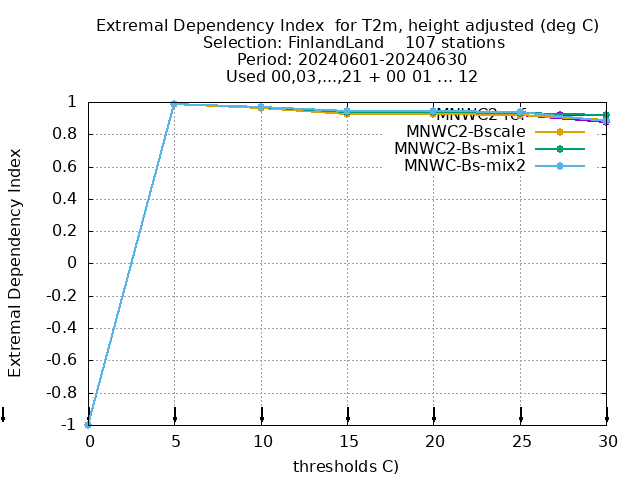 Extremal Dependency Index  for T2m, height adjusted (deg C)
Selection: FinlandLand    107 stations
Period: 20240601-20240630
Used 00,03,...,21 + 00 01 ... 12
Extremal Dependency Index
1
0.8
0.6
0.4
0.2
0
-0.2
-0.4
-0.6
-0.8
-1
MNWC2-Bscale
MNWC2-Bs-mix1
MNWC-Bs-mix2
0
5
10
15
20
25
30
thresholds C)